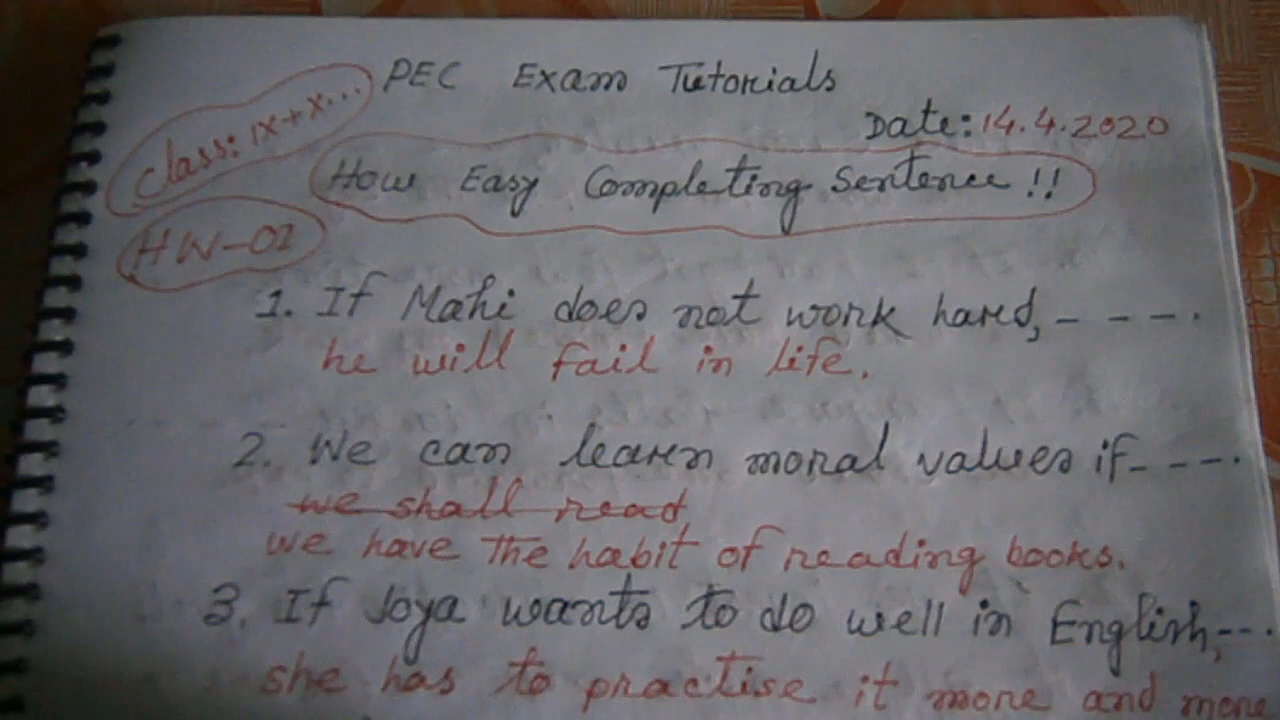 PEC Exam Tutorials
Class: IX+X...
Date: 14.4.2020
How Easy Completing Sentence!!
HW-01
1. If Mahi does not work hard, ----.
he will fail in life.
2. We can learn moral values if ----.
we shall read
we have the habit of reading books.
3. If Joya wants to do well in English, ---.
she has to practise it more and more